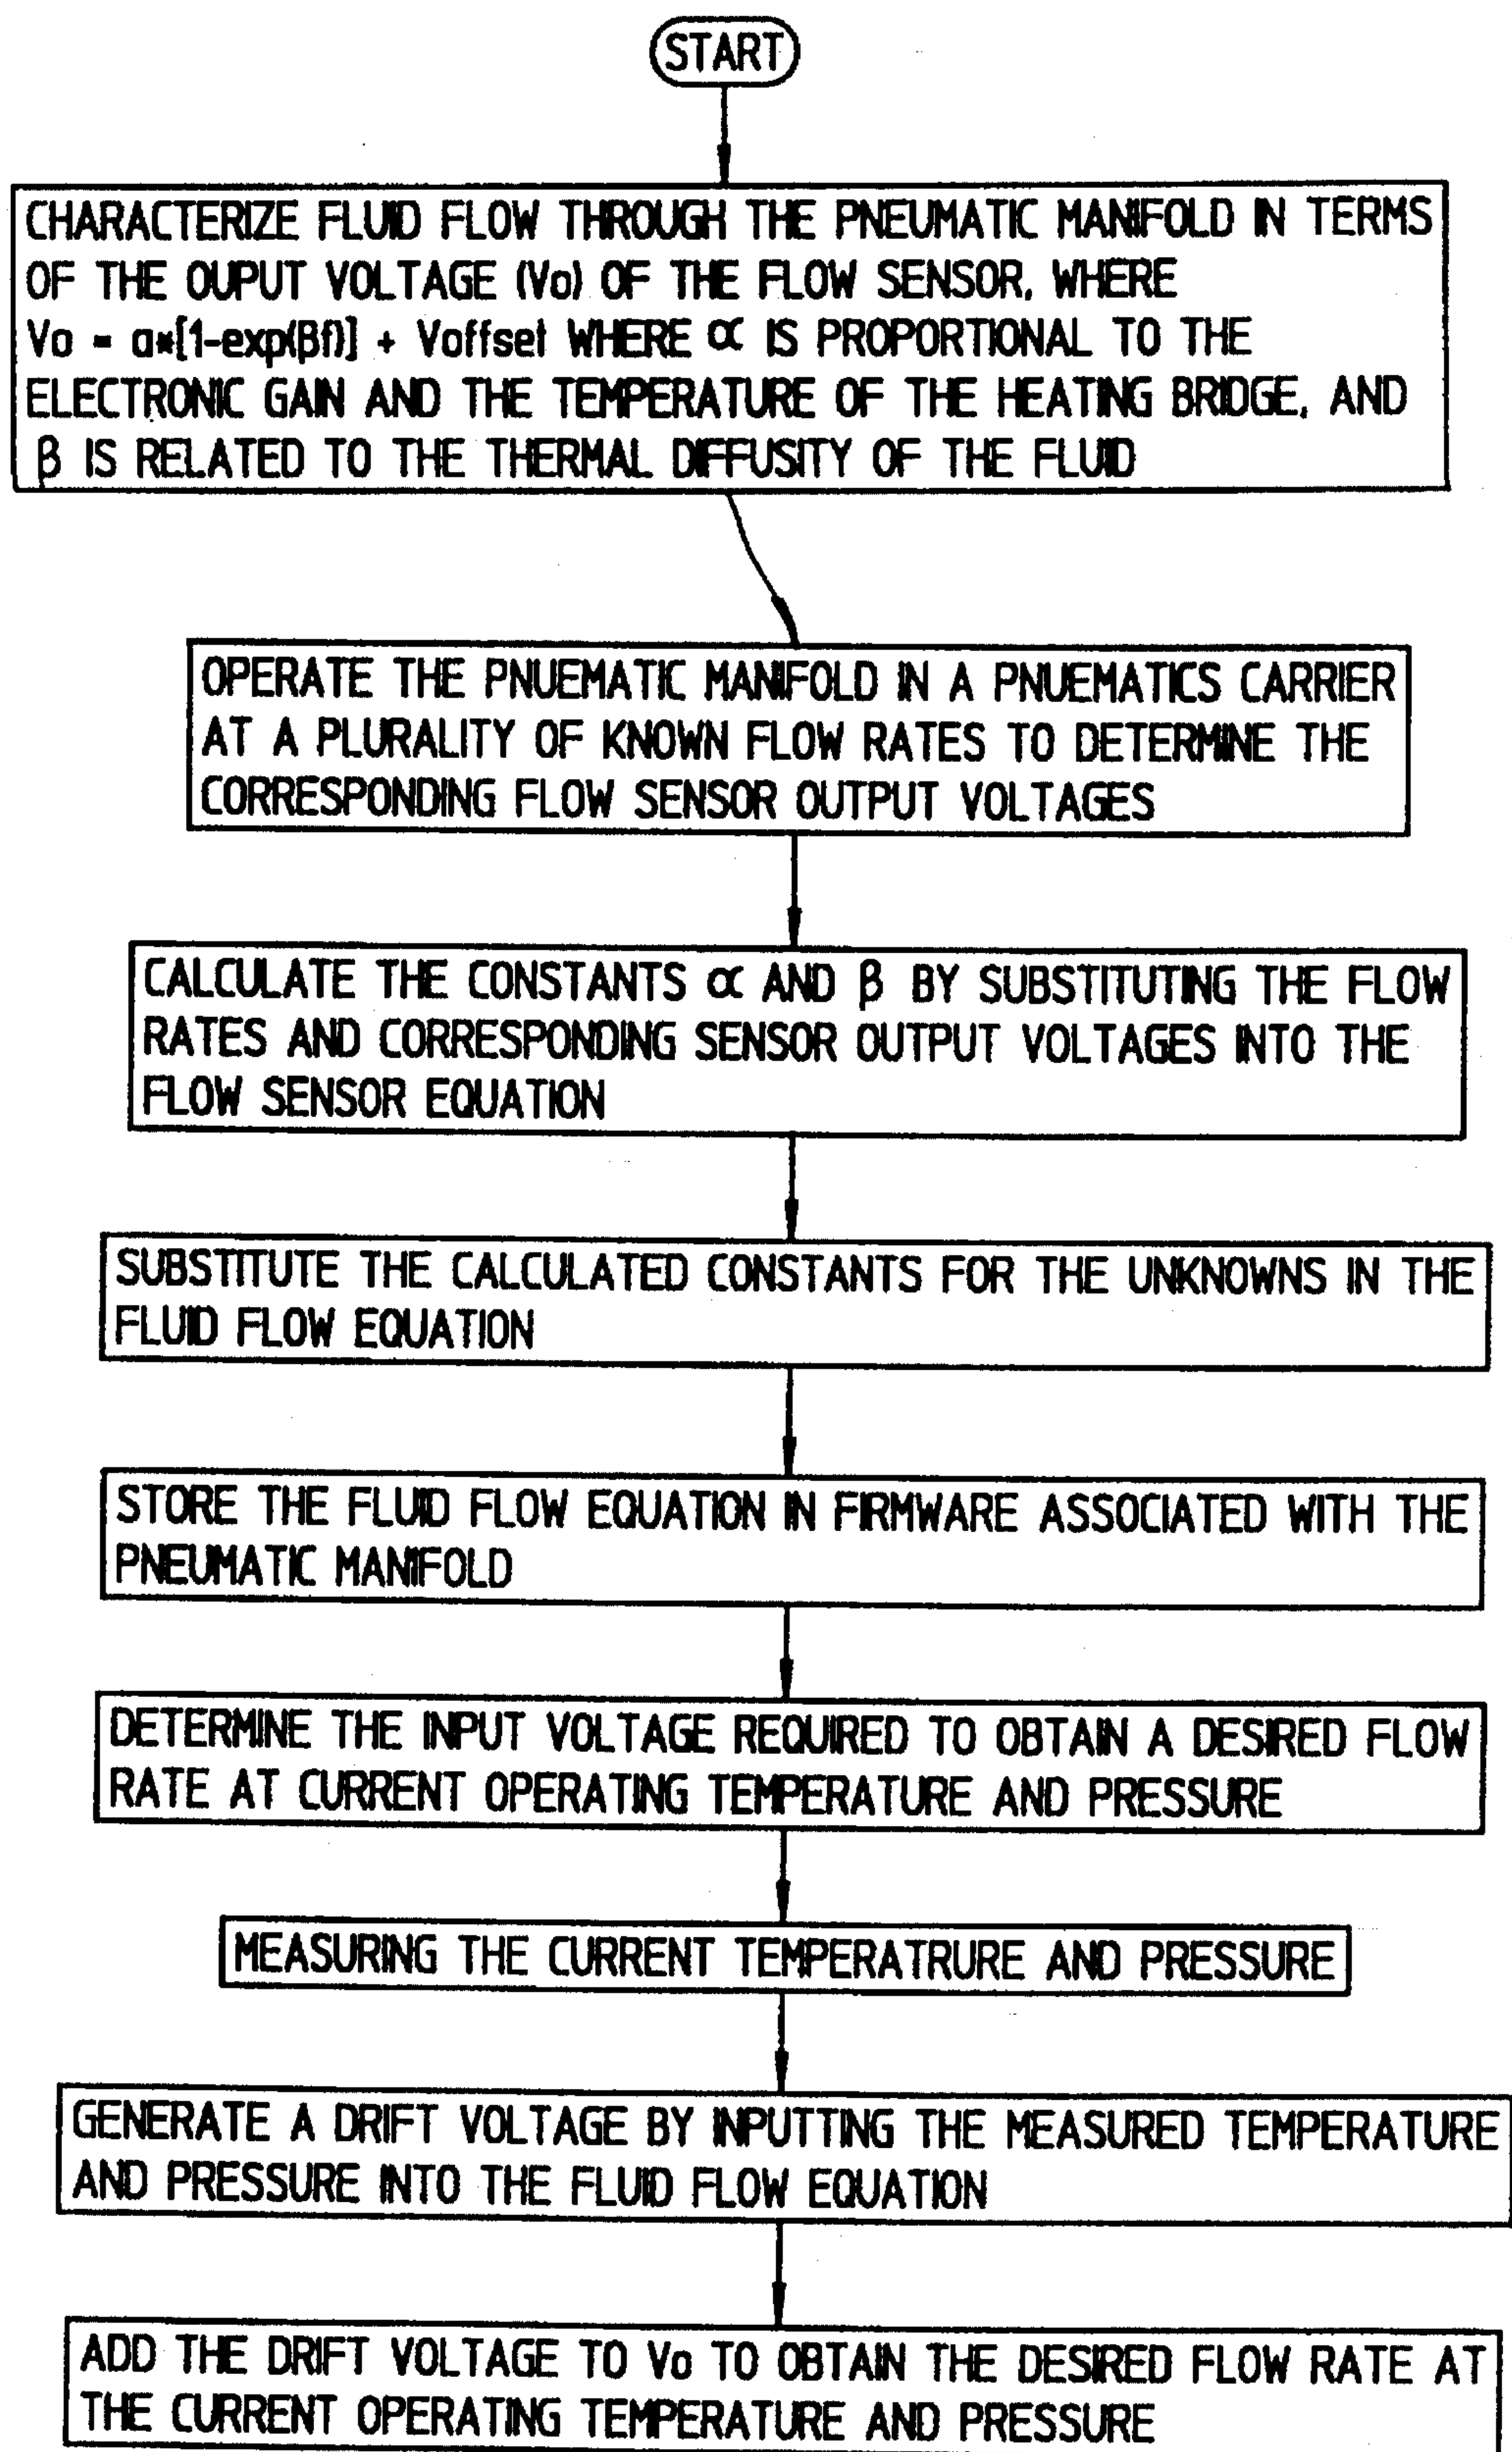 START
CHARACTERIZE FLUID FLOW THROUGH THE PNEUMATIC MANIFOLD IN TERMS
OF THE OUPUT VOLTAGE (Vo) OF THE FLOW SENSOR, WHERE
Vo = a*[1-exp(βf)] + Voffset WHERE α IS PROPORTIONAL TO THE
ELECTRONIC GAIN AND THE TEMPERATURE OF THE HEATING BRIDGE, AND
β IS RELATED TO THE THERMAL DIFFUSITY OF THE FLUID
OPERATE THE PNUEMATIC MANIFOLD IN A PNUEMATICS CARRIER
AT A PLURALITY OF KNOWN FLOW RATES TO DETERMINE THE
CORRESPONDING FLOW SENSOR OUTPUT VOLTAGES
CALCULATE THE CONSTANTS α AND β BY SUBSTITUTING THE FLOW
RATES AND CORRESPONDING SENSOR OUTPUT VOLTAGES INTO THE
FLOW SENSOR EQUATION
SUBSTITUTE THE CALCULATED CONSTANTS FOR THE UNKNOWNS IN THE
FLUID FLOW EQUATION
STORE THE FLUID FLOW EQUATION IN FIRMWARE ASSOCIATED WITH THE
PNEUMATIC MANIFOLD
DETERMINE THE INPUT VOLTAGE REQUIRED TO OBTAIN A DESIRED FLOW
RATE AT CURRENT OPERATING TEMPERATURE AND PRESSURE
MEASURING THE CURRENT TEMPERATRURE AND PRESSURE
GENERATE A DRIFT VOLTAGE BY INPUTTING THE MEASURED TEMPERATURE
AND PRESSURE INTO THE FLUID FLOW EQUATION
ADD THE DRIFT VOLTAGE TO Vo TO OBTAIN THE DESIRED FLOW RATE AT
THE CURRENT OPERATING TEMPERATURE AND PRESSURE